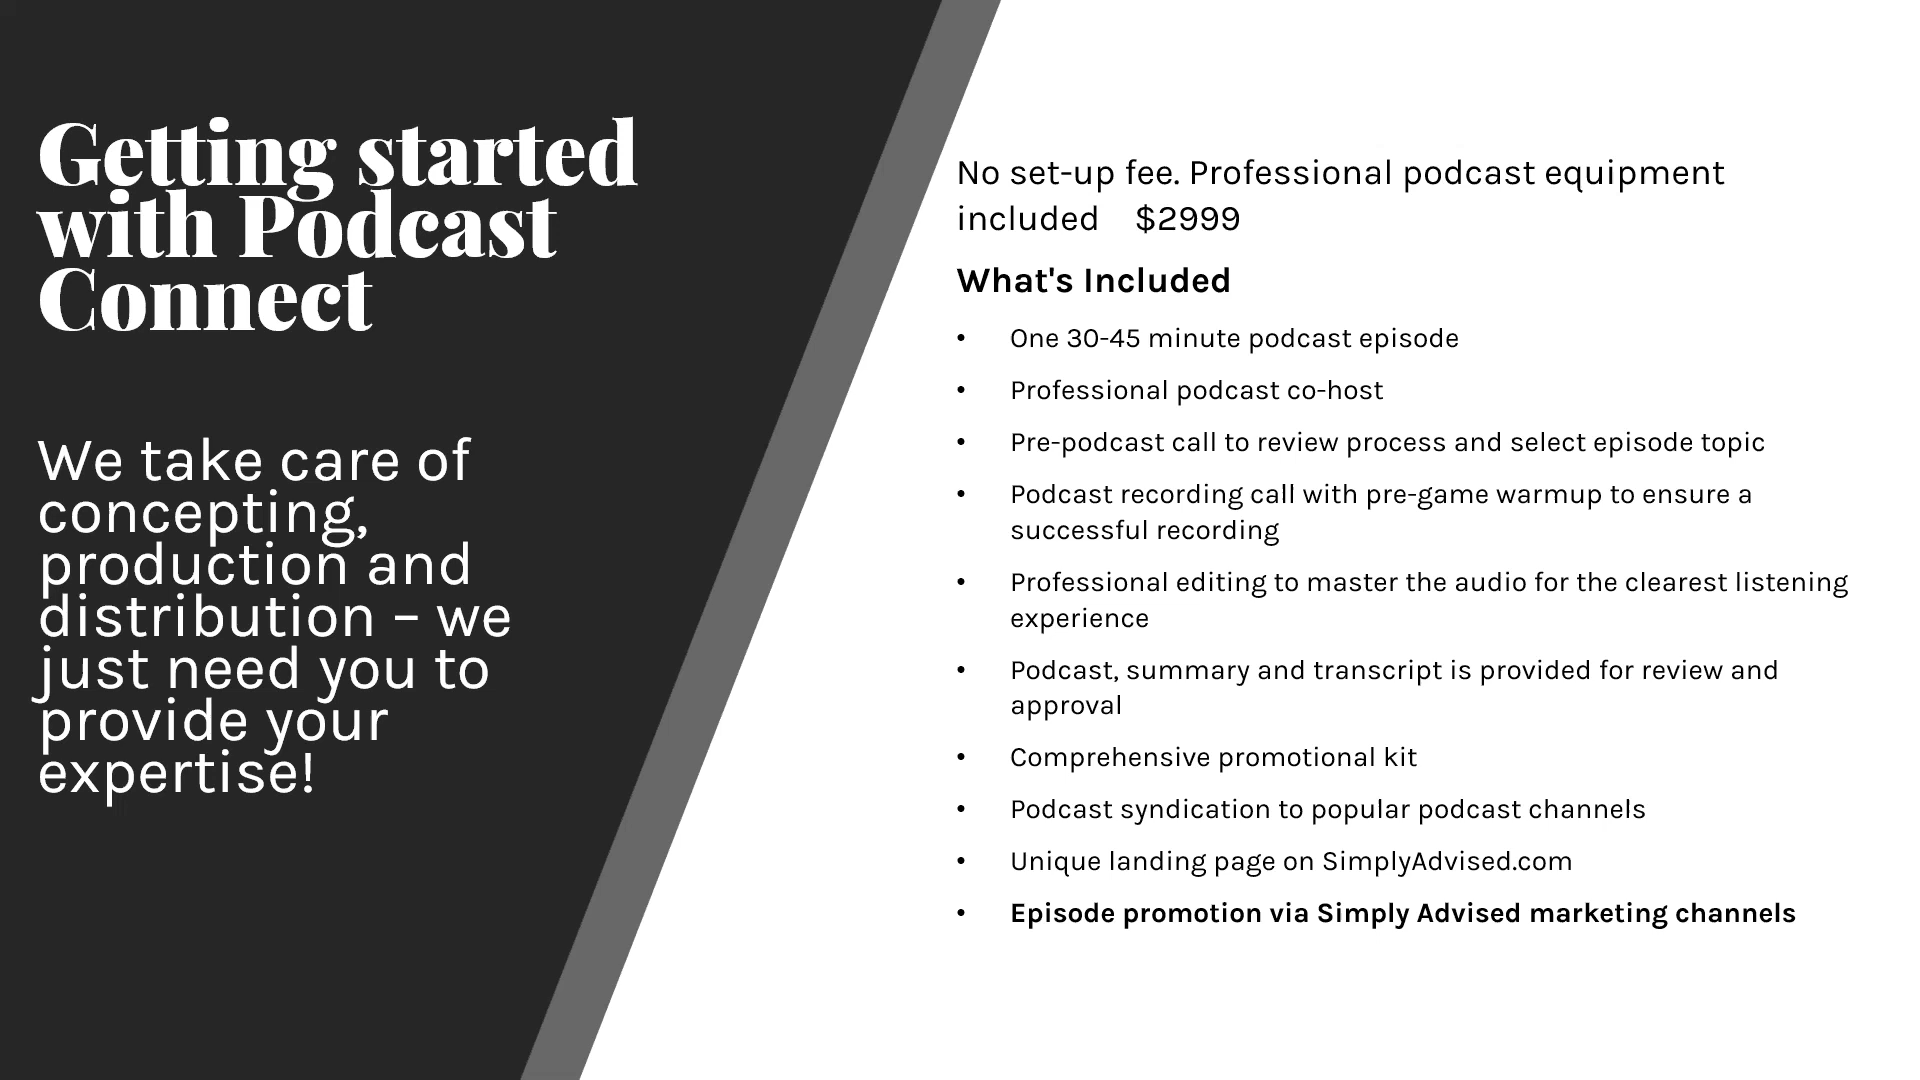 Getting started
with Podcast
Connect
We take care of
concepting,
production and
distribution – we
just need you to
provide your
expertise!
No set-up fee. Professional podcast equipment
included $2999
What's Included
• One 30-45 minute podcast episode
• Professional podcast co-host
• Pre-podcast call to review process and select episode topic
• Podcast recording call with pre-game warmup to ensure a
successful recording
• Professional editing to master the audio for the clearest listening
experience
• Podcast, summary and transcript is provided for review and
approval
• Comprehensive promotional kit
• Podcast syndication to popular podcast channels
• Unique landing page on SimplyAdvised.com
• Episode promotion via Simply Advised marketing channels